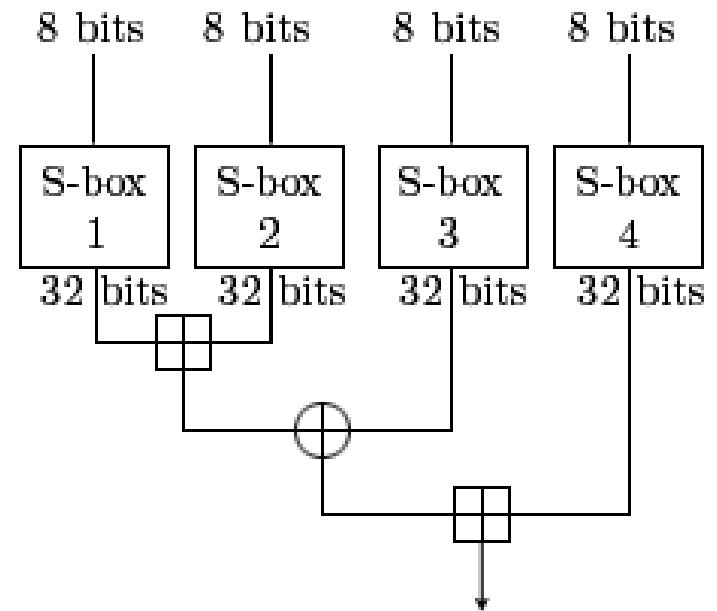 8 bits 8 bits 8 bits 8 bits
S-box S-box S-box S-box
1 2 3 4
32 bits 32 bits 32 bits 32 bits